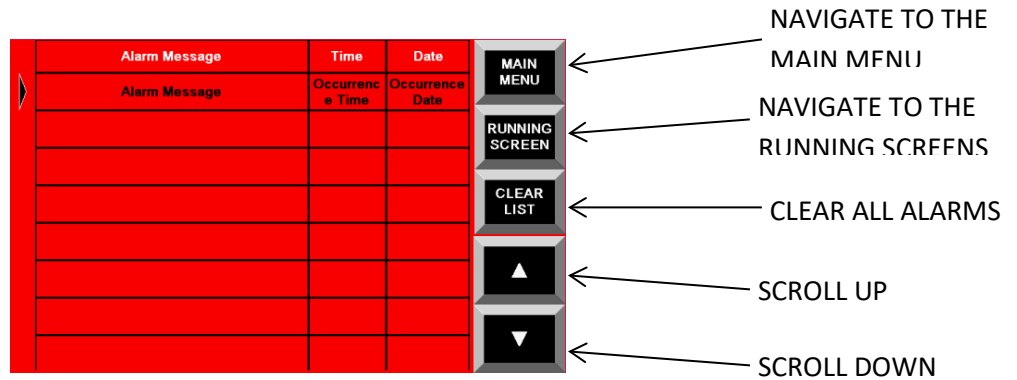 NAVIGATE TO THE
MAIN MENU
Alarm Message Time Date
MAIN
MENU
Alarm Message Occurrenc Occurrence
e Time Date
NAVIGATE TO THE
RUNNING SCREENS
RUNNING
SCREEN
CLEAR
LIST
CLEAR ALL ALARMS
SCROLL UP
SCROLL DOWN